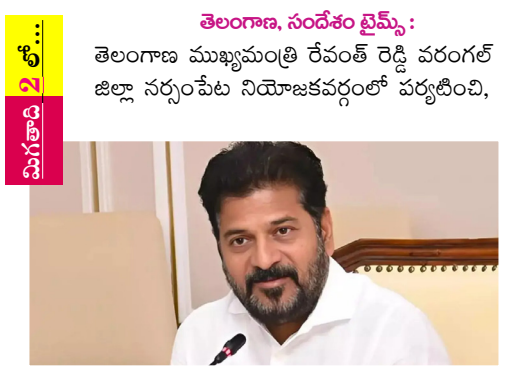 తెలంగాణ, సందేశం టైమ్స్ :
తెలంగాణ ముఖ్యమంత్రి రేవంత్ రెడ్డి వరంగల్
జిల్లా నర్సంపేట నియోజకవర్గంలో పర్యటించి,
మిగతాది 2 లో...